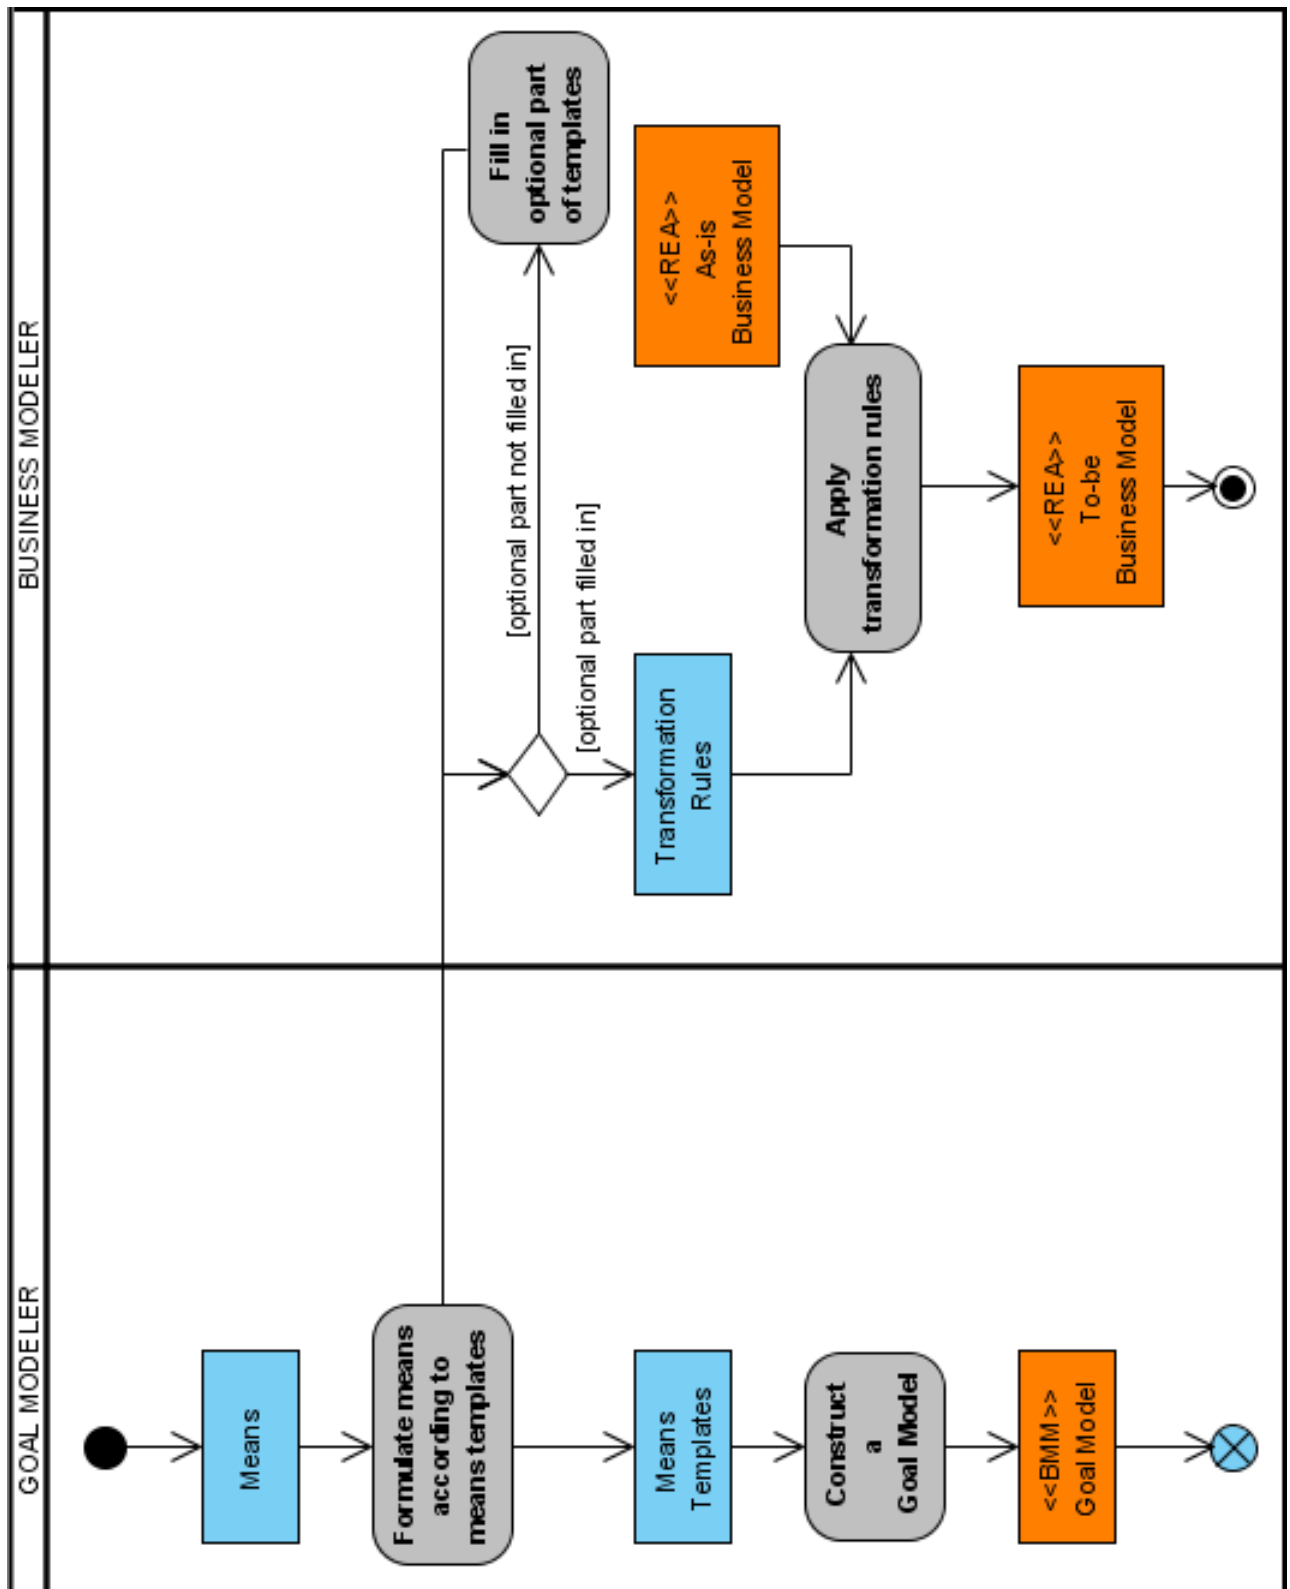 GOAL MODELER
Means
Formulate means
according to
means templates
Means
Templates
Construct
a
Goal Model
<<BMM>>
Goal Model
BUSINESS MODELER
Fill in
optional part
of templates
[optional part not filled in]
[optional part filled in]
Transformation
Rules
<<REA>>
As-is
Business Model
Apply
transformation rules
<<REA>>
To-be
Business Model